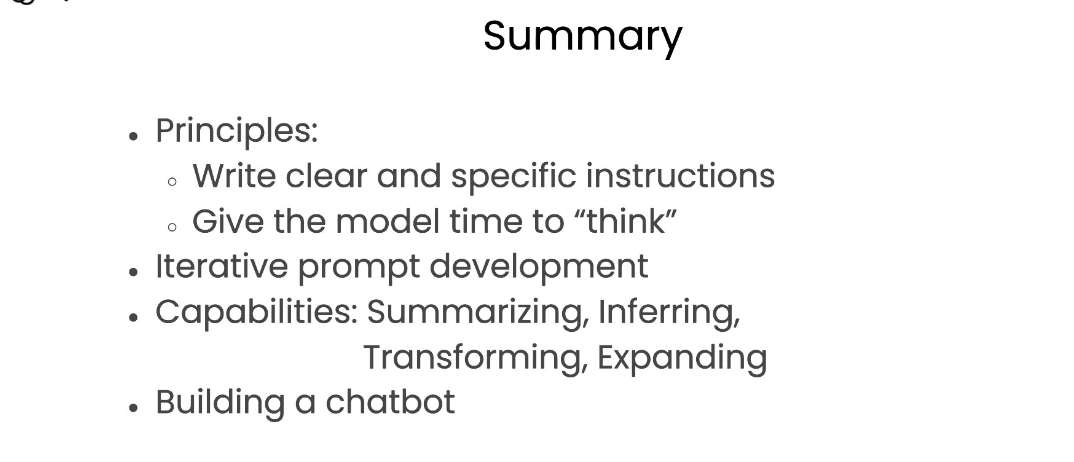 Summary
• Principles:
◦ Write clear and specific instructions
◦ Give the model time to “think”
• Iterative prompt development
• Capabilities: Summarizing, Inferring,
Transforming, Expanding
• Building a chatbot